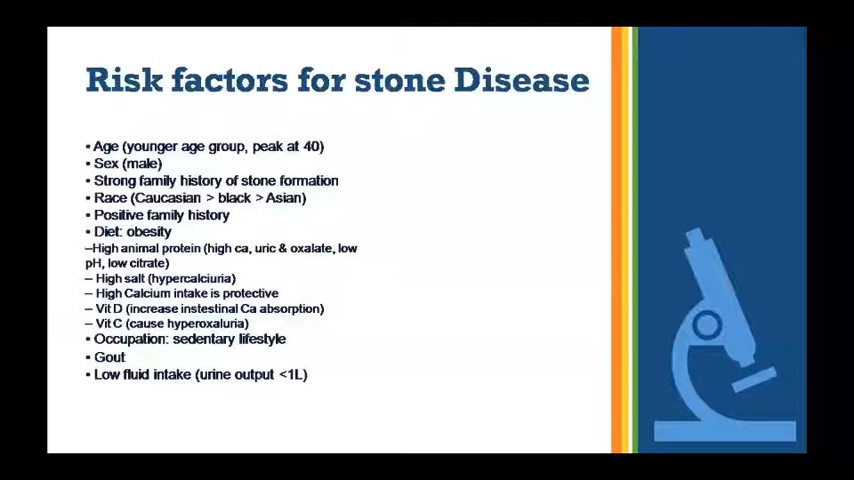 Risk factors for stone Disease
▪ Age (younger age group, peak at 40)
▪ Sex (male)
▪ Strong family history of stone formation
▪ Race (Caucasian > black > Asian)
▪ Positive family history
▪ Diet: obesity
–High animal protein (high ca, uric & oxalate, low
pH, low citrate)
– High salt (hypercalciuria)
– High Calcium intake is protective
– Vit D (increase instestinal Ca absorption)
– Vit C (cause hyperoxaluria)
▪ Occupation: sedentary lifestyle
▪ Gout
▪ Low fluid intake (urine output <1L)